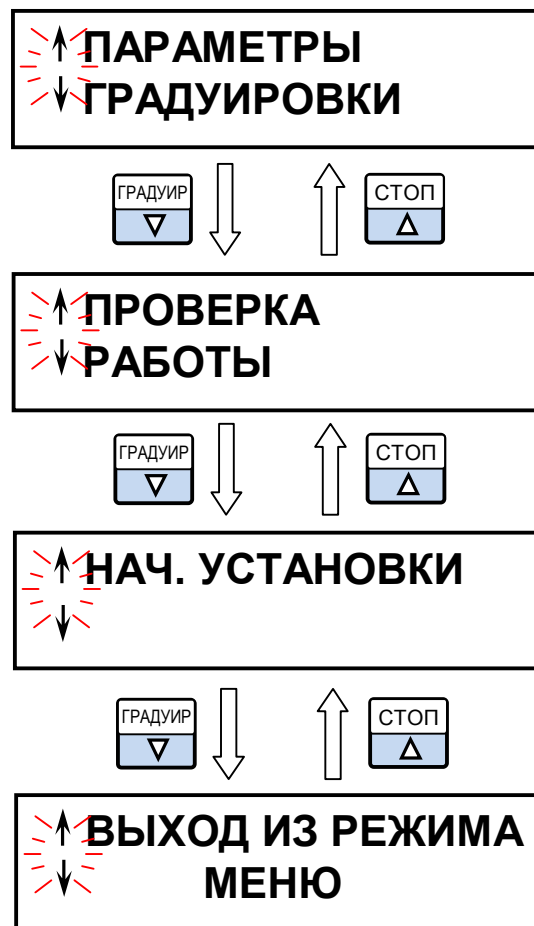 ПАРАМЕТРЫ
ГРАДУИРОВКИ
ГРАДУИР
СТОП
ПРОВЕРКА
РАБОТЫ
ГРАДУИР
СТОП
НАЧ. УСТАНОВКИ
ГРАДУИР
СТОП
ВЫХОД ИЗ РЕЖИМА
МЕНЮ